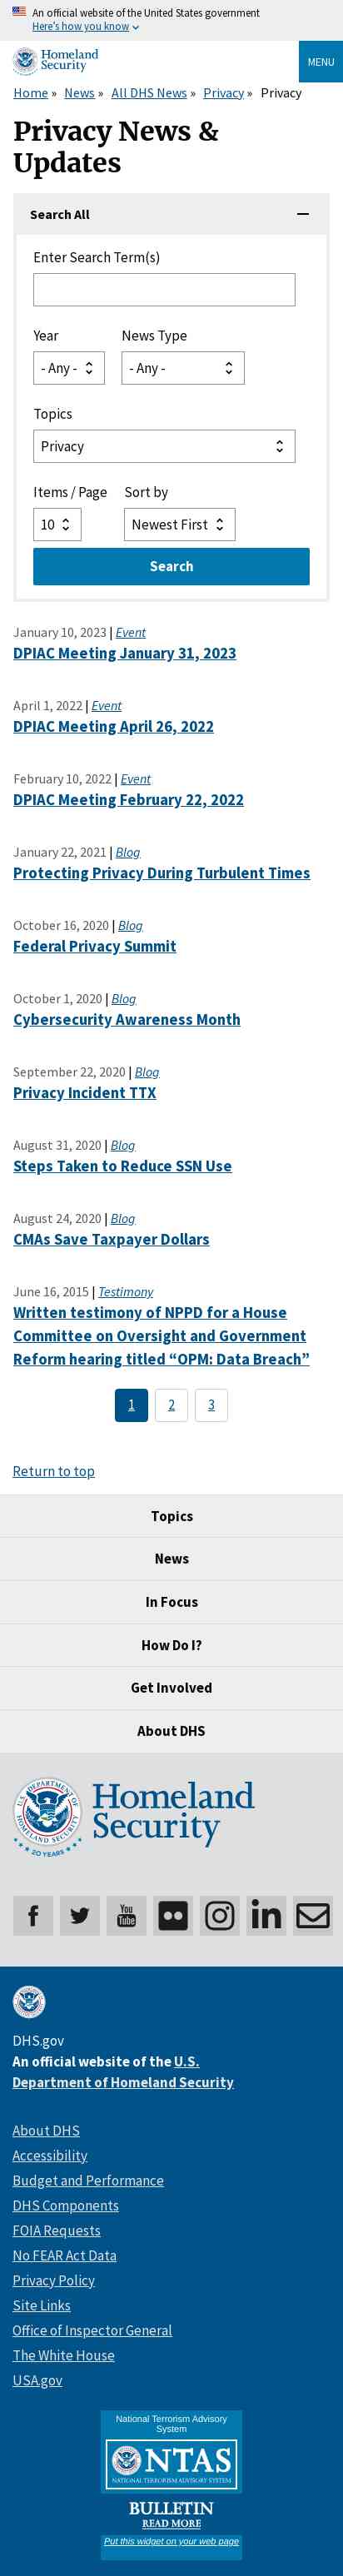 An official website of the United States government
Here's how you know
Homeland
Security
MENU
Home » News » All DHS News » Privacy » Privacy
Privacy News &
Updates
Search All
Enter Search Term(s)
Year News Type
- Any - - Any -
Topics
Privacy
Items / Page Sort by
10 Newest First
Search
January 10, 2023 | Event
DPIAC Meeting January 31, 2023
April 1, 2022 | Event
DPIAC Meeting April 26, 2022
February 10, 2022 | Event
DPIAC Meeting February 22, 2022
January 22, 2021 | Blog
Protecting Privacy During Turbulent Times
October 16, 2020 | Blog
Federal Privacy Summit
October 1, 2020 | Blog
Cybersecurity Awareness Month
September 22, 2020 | Blog
Privacy Incident TTX
August 31, 2020 | Blog
Steps Taken to Reduce SSN Use
August 24, 2020 | Blog
CMAs Save Taxpayer Dollars
June 16, 2015 | Testimony
Written testimony of NPPD for a House
Committee on Oversight and Government
Reform hearing titled “OPM: Data Breach”
1 2 3
Return to top
Topics
News
In Focus
How Do I?
Get Involved
About DHS
U.S. DEPARTMENT OF
HOMELAND SECURITY
20 YEARS
Homeland
Security
You
Tube
DHS.gov
An official website of the U.S.
Department of Homeland Security
About DHS
Accessibility
Budget and Performance
DHS Components
FOIA Requests
No FEAR Act Data
Privacy Policy
Site Links
Office of Inspector General
The White House
USA.gov
National Terrorism Advisory
System
NTAS
NATIONAL TERRORISM ADVISORY SYSTEM
BULLETIN
READ MORE
Put this widget on your web page